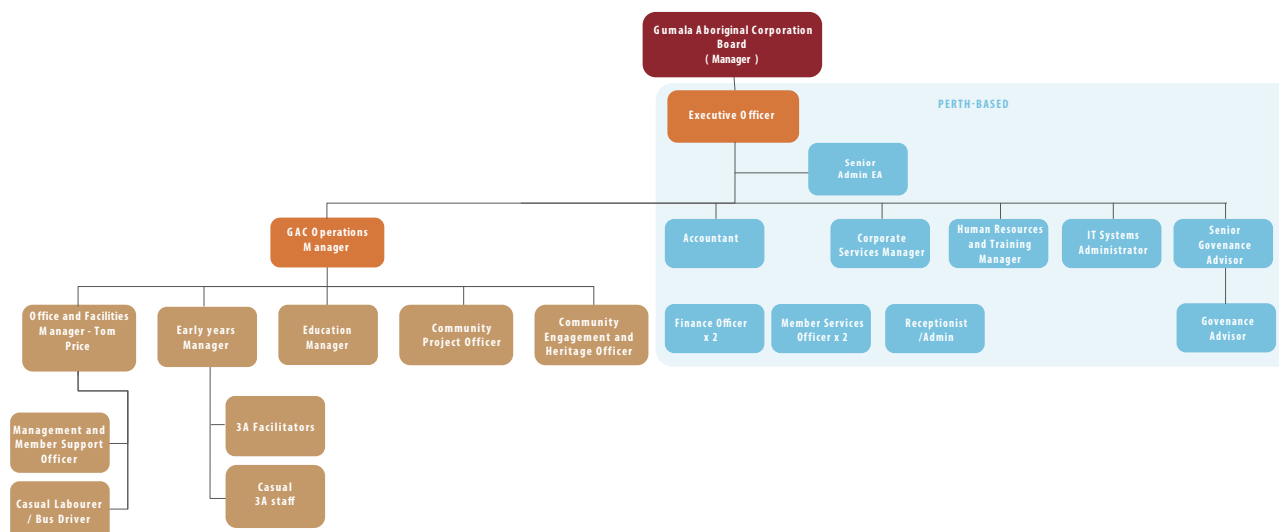 Gumala Aboriginal Corporation
Board
( Manager )
PERTH-BASED
Executive Officer
Senior
Admin EA
GAC Operations
Manager
Accountant
Corporate
Services Manager
Human Resources
and Training
Manager
IT Systems
Administrator
Senior
Govenance
Advisor
Office and Facilities
Manager - Tom
Price
Early years
Manager
Education
Manager
Community
Project Officer
Community
Engagement and
Heritage Officer
Finance Officer
x 2
Member Services
Officer x 2
Receptionist
/Admin
Govenance
Advisor
Management and
Member Support
Officer
3A Facilitators
Casual Labourer
/ Bus Driver
Casual
3A staff